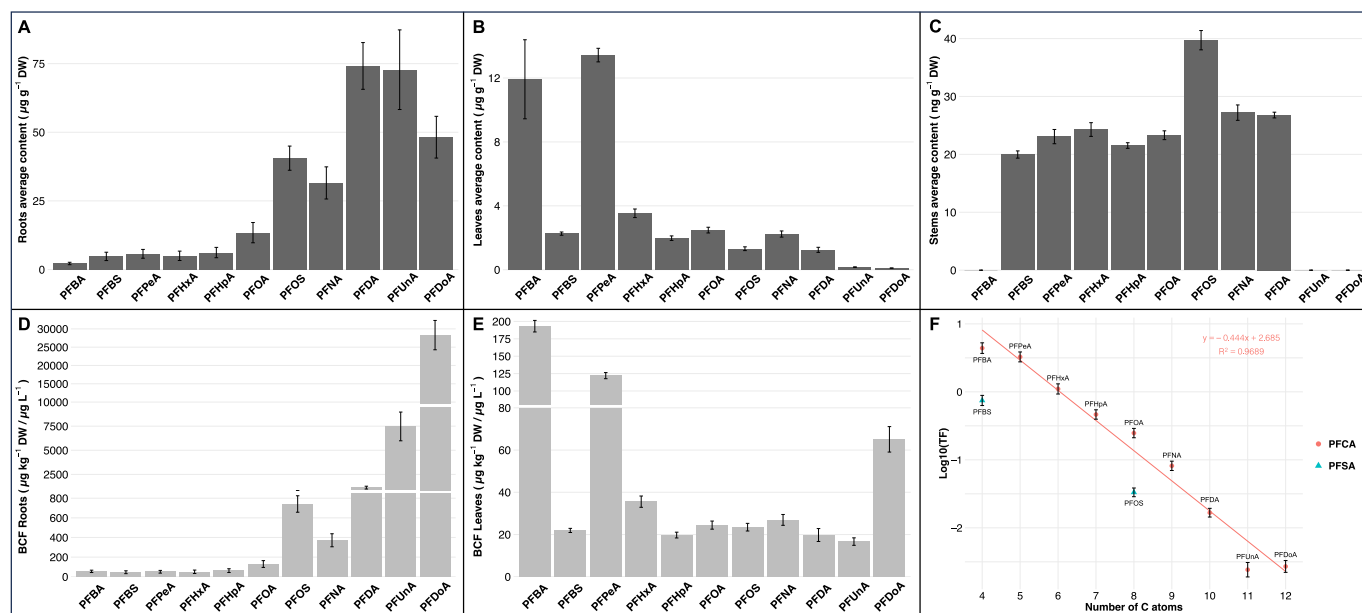 A
Roots average content ( µg g⁻¹ DW)
75
50
25
0
PFBA PFBS PFPeA PFHxA PFHpA PFOA PFOS PFNA PFDA PFUnA PFDoA
B
Leaves average content ( µg g⁻¹ DW)
12
8
4
0
PFBA PFBS PFPeA PFHxA PFHpA PFOA PFOS PFNA PFDA PFUnA PFDoA
C
Stems average content ( ng g⁻¹ DW)
40
30
20
10
0
PFBA PFBS PFPeA PFHxA PFHpA PFOA PFOS PFNA PFDA PFUnA PFDoA
D
BCF Roots ( µg kg⁻¹ DW / µg L⁻¹)
30000
20000
15000
14000
10000
7500
5000
2500
800
600
400
200
0
PFBA PFBS PFPeA PFHxA PFHpA PFOA PFOS PFNA PFDA PFUnA PFDoA
E
BCF Leaves ( µg kg⁻¹ DW / µg L⁻¹)
200
175
125
100
80
60
40
20
0
PFBA PFBS PFPeA PFHxA PFHpA PFOA PFOS PFNA PFDA PFUnA PFDoA
F
y = − 0.444x + 2.685
R² = 0.9689
Log10(TF)
1
0
−1
−2
PFBA
PFPeA
PFBS
PFHxA
PFHpA
PFOA
PFOS
PFNA
PFDA
PFUnA
PFDoA
4 5 6 7 8 9 10 11 12
Number of C atoms
PFCA
PFSA